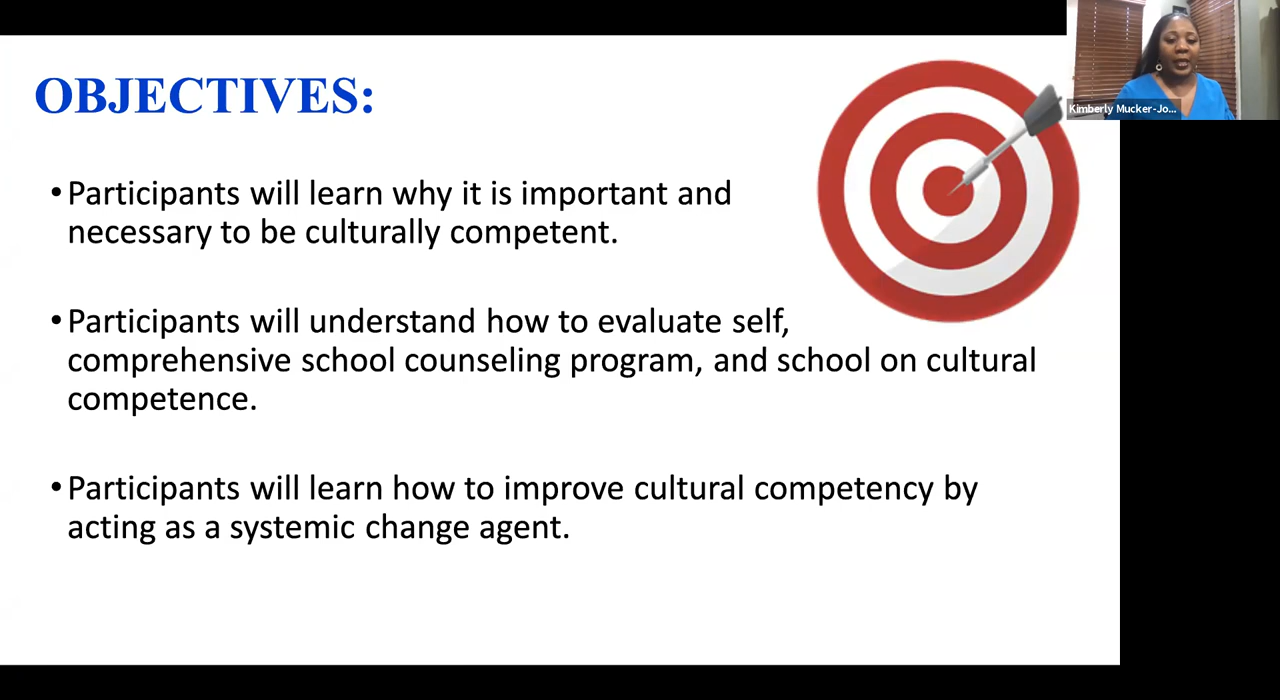 OBJECTIVES:
Kimberly Mucker-Jo...
•Participants will learn why it is important and
necessary to be culturally competent.
•Participants will understand how to evaluate self,
comprehensive school counseling program, and school on cultural
competence.
•Participants will learn how to improve cultural competency by
acting as a systemic change agent.